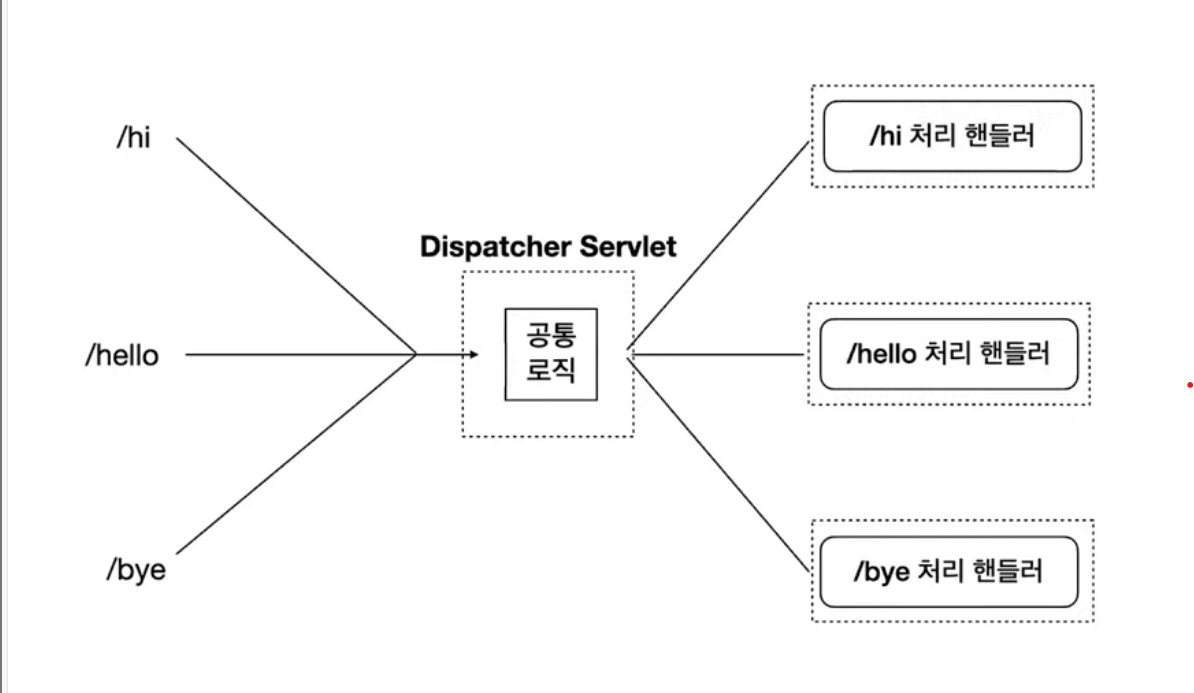 /hi
/hi 처리 핸들러
Dispatcher Servlet
공통
로직
/hello
/hello 처리 핸들러
/bye
/bye 처리 핸들러